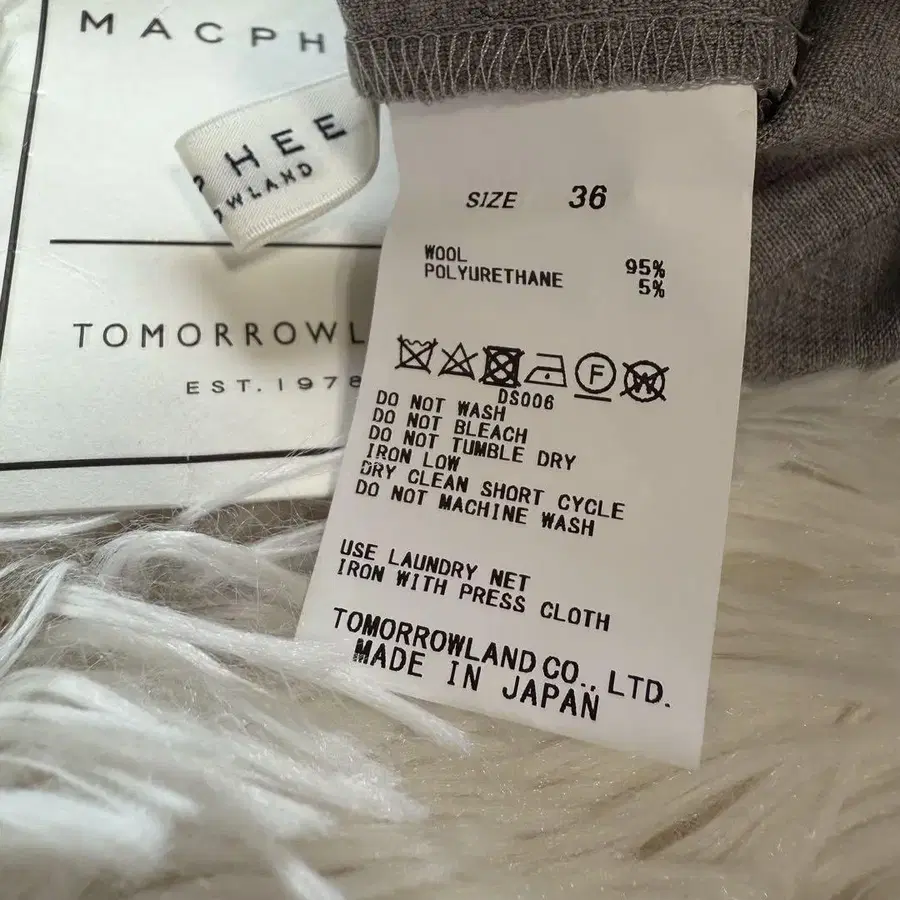 MACPH
HEE
OWLAND
TOMORROWL
EST. 1978
SIZE 36
WOOL 95%
POLYURETHANE 5%
F W
DS006
DO NOT WASH
DO NOT BLEACH
DO NOT TUMBLE DRY
IRON LOW
DRY CLEAN SHORT CYCLE
DO NOT MACHINE WASH
USE LAUNDRY NET
IRON WITH PRESS CLOTH
TOMORROWLAND CO., LTD.
MADE IN JAPAN